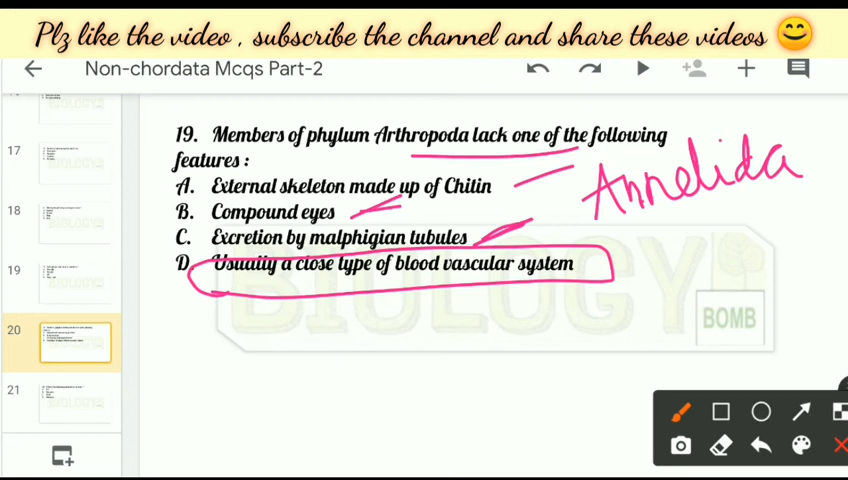 Plz like the video , subscribe the channel and share these videos 😊
Non-chordata Mcqs Part-2
17
18
19
20
21
19. Members of phylum Arthropoda lack one of the following
features :
A. External skeleton made up of Chitin
B. Compound eyes
C. Excretion by malphigian tubules
D. Usually a close type of blood vascular system
Annelida
BIOLOGY
BOMB